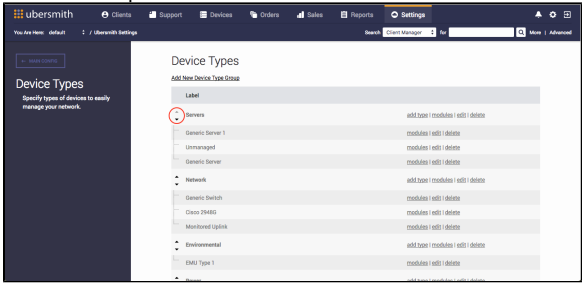 ubersmith Clients Support Devices Orders Sales Reports Settings
You Are Here: default / Ubersmith Settings Search Client Manager for More | Advanced
← MAIN CONFIG
Device Types
Specify types of devices to easily
manage your network.
Device Types
Add New Device Type Group
Label
Servers add type | modules | edit | delete
Generic Server 1 modules | edit | delete
Unmanaged modules | edit | delete
Generic Server modules | edit | delete
Network add type | modules | edit | delete
Generic Switch modules | edit | delete
Cisco 2948G modules | edit | delete
Monitored Uplink modules | edit | delete
Environmental add type | modules | edit | delete
EMU Type 1 modules | edit | delete